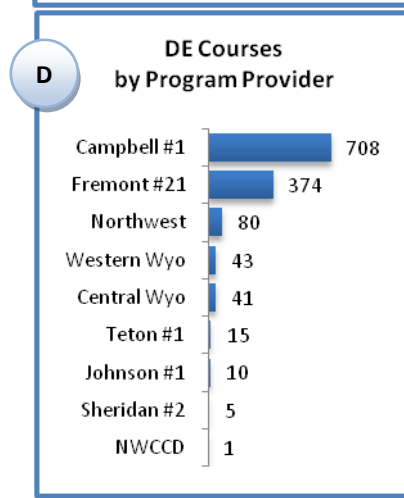 D
DE Courses
by Program Provider
Campbell #1 708
Fremont #21 374
Northwest 80
Western Wyo 43
Central Wyo 41
Teton #1 15
Johnson #1 10
Sheridan #2 5
NWCCD 1